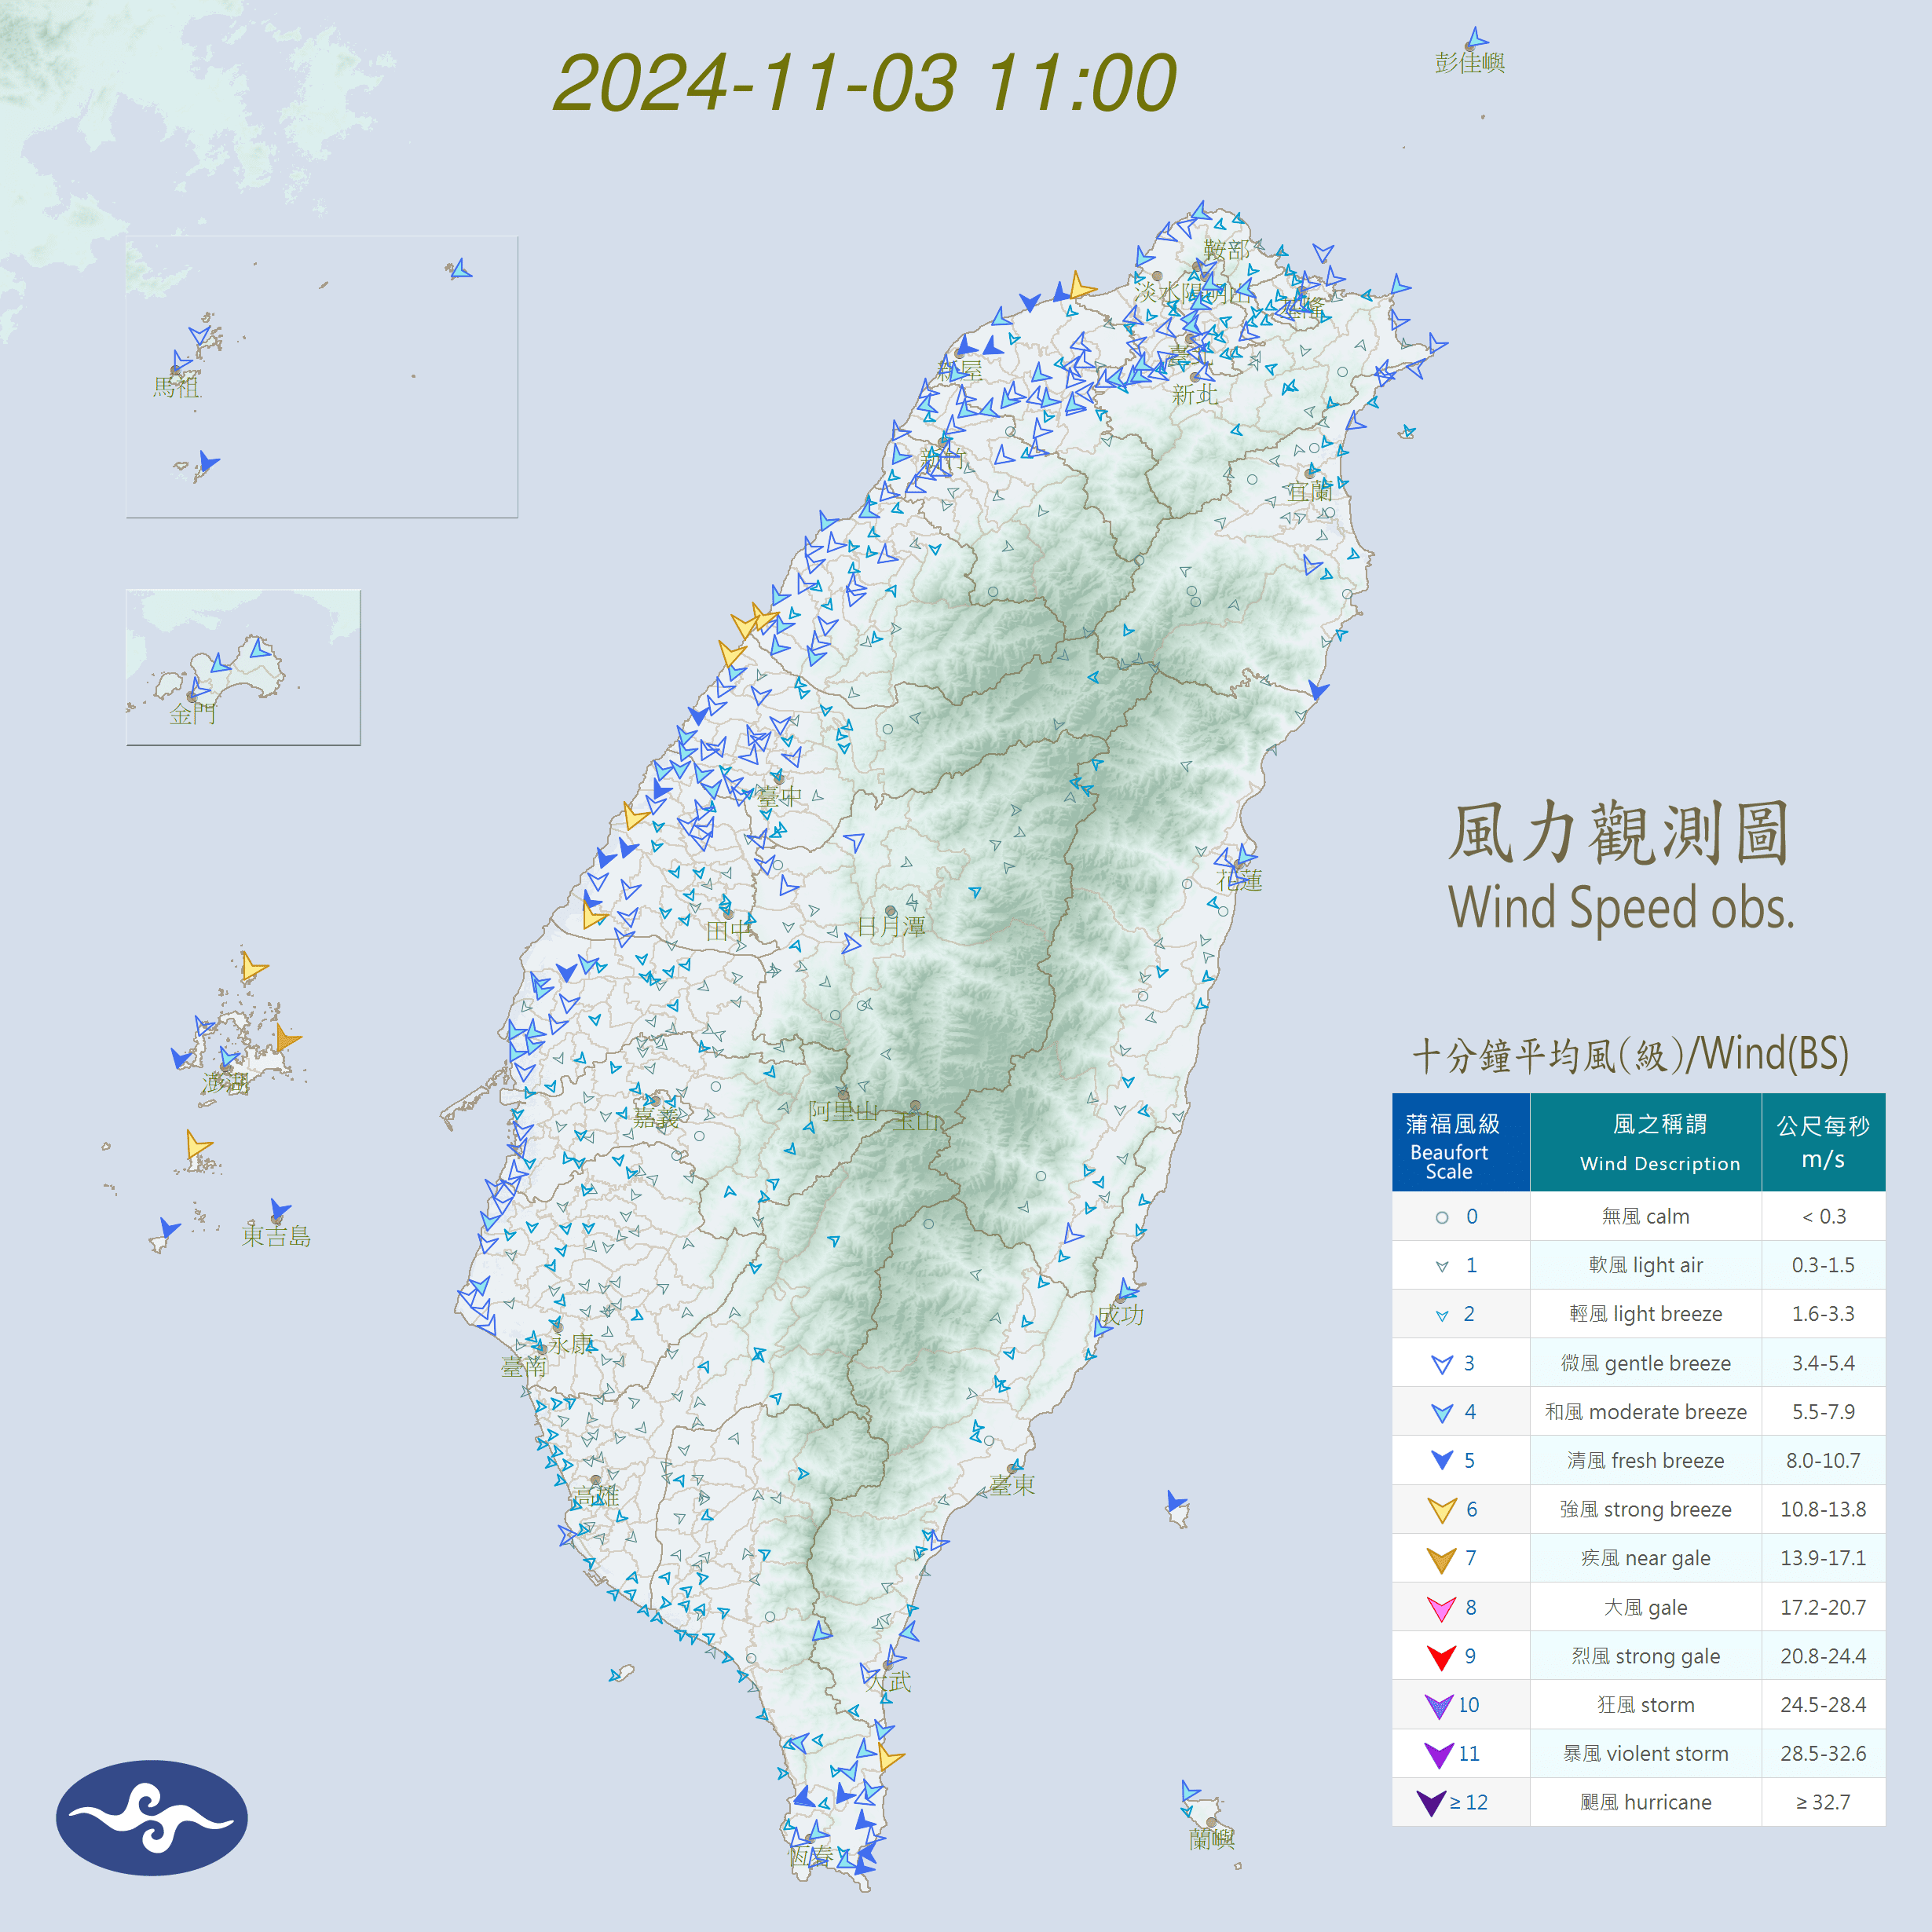 2024-11-03 11:00
彭佳嶼
鞍部
淡水
陽明山
基隆
臺北
新屋
新北
馬祖
新竹
宜蘭
金門
臺中
風力觀測圖
Wind Speed obs.
花蓮
田中
日月潭
澎湖
十分鐘平均風(級)/Wind(BS)
嘉義
阿里山
玉山
東吉島
成功
永康
臺南
臺東
高雄
大武
恆春
蘭嶼
蒲福風級 Beaufort Scale
風之稱謂 Wind Description
公尺每秒 m/s
0 無風 calm < 0.3
1 軟風 light air 0.3-1.5
2 輕風 light breeze 1.6-3.3
3 微風 gentle breeze 3.4-5.4
4 和風 moderate breeze 5.5-7.9
5 清風 fresh breeze 8.0-10.7
6 強風 strong breeze 10.8-13.8
7 疾風 near gale 13.9-17.1
8 大風 gale 17.2-20.7
9 烈風 strong gale 20.8-24.4
10 狂風 storm 24.5-28.4
11 暴風 violent storm 28.5-32.6
≥ 12 颶風 hurricane ≥ 32.7